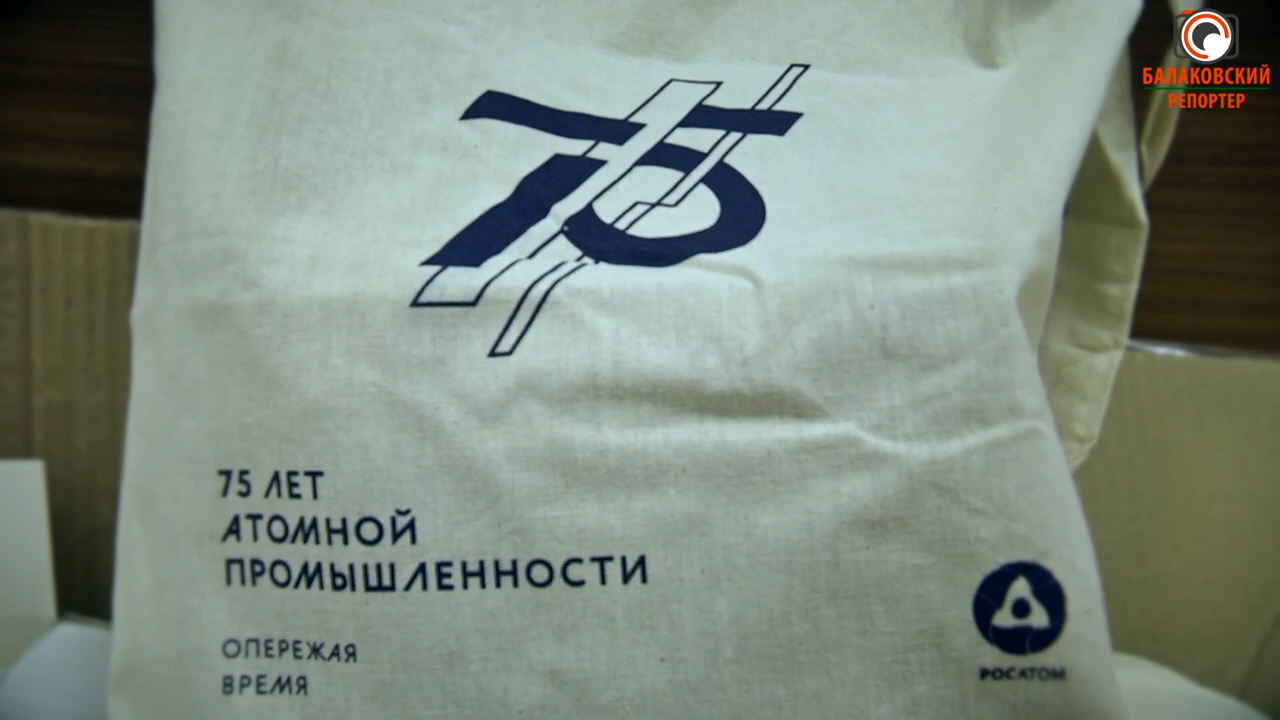 БАЛАКОВСКИЙ
РЕПОРТЕР
75
75 ЛЕТ
АТОМНОЙ
ПРОМЫШЛЕННОСТИ
ОПЕРЕЖАЯ
ВРЕМЯ
РОСАТОМ